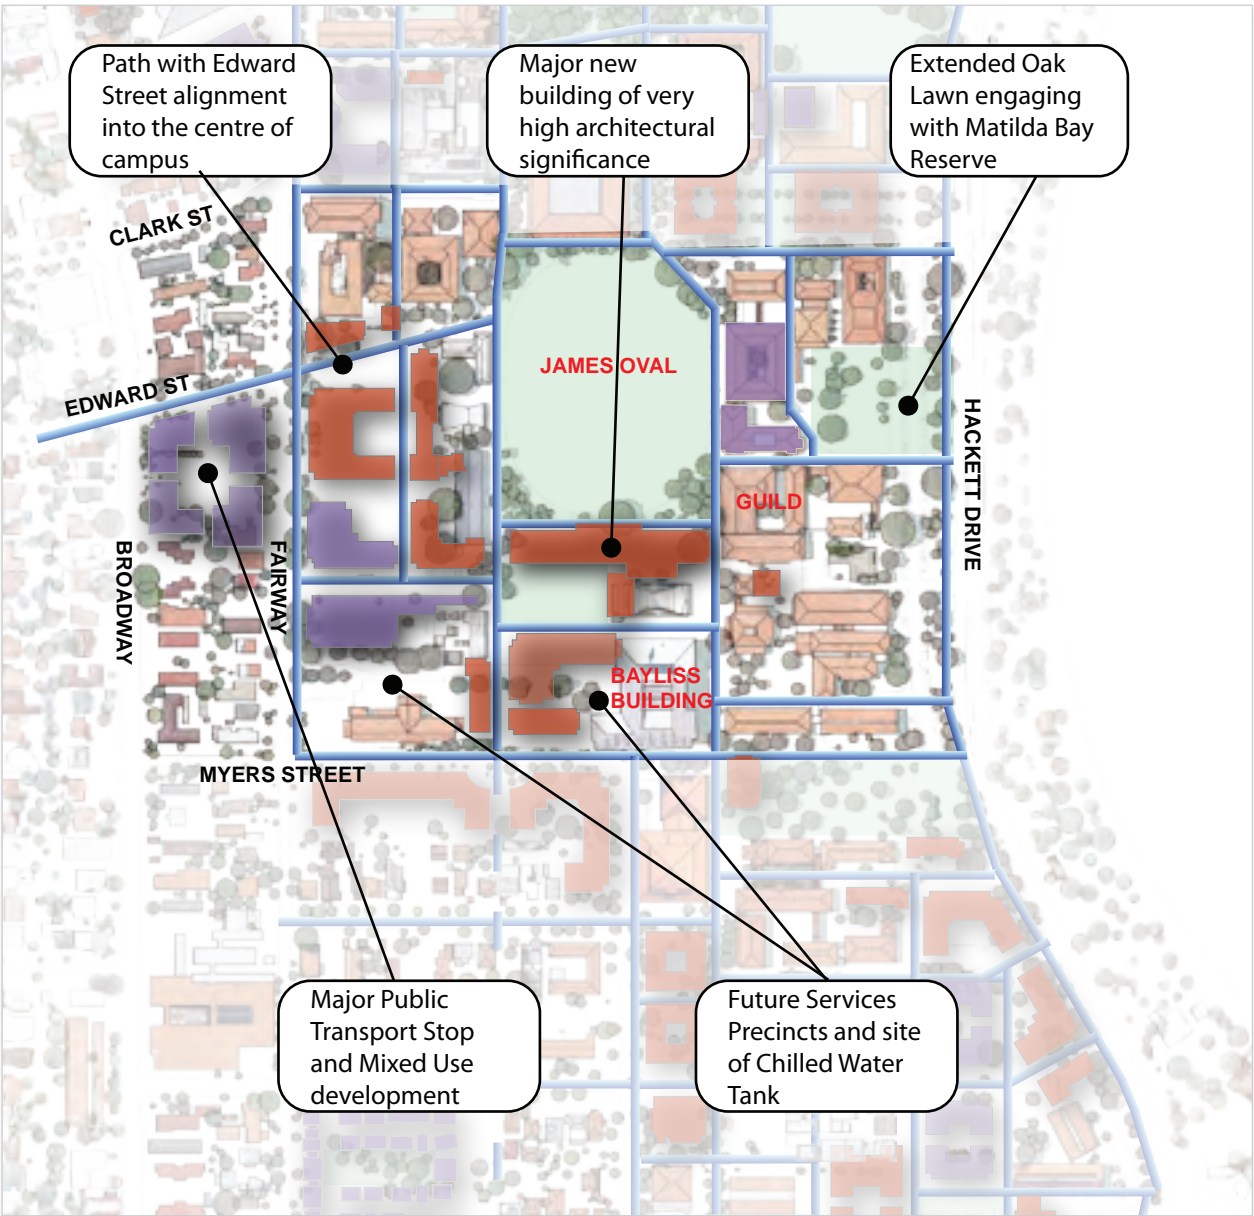 Path with Edward
Street alignment
into the centre of
campus
Major new
building of very
high architectural
significance
Extended Oak
Lawn engaging
with Matilda Bay
Reserve
CLARK ST
EDWARD ST
JAMES OVAL
HACKETT DRIVE
GUILD
BROADWAY
FAIRWAY
BAYLISS
BUILDING
MYERS STREET
Major Public
Transport Stop
and Mixed Use
development
Future Services
Precincts and site
of Chilled Water
Tank